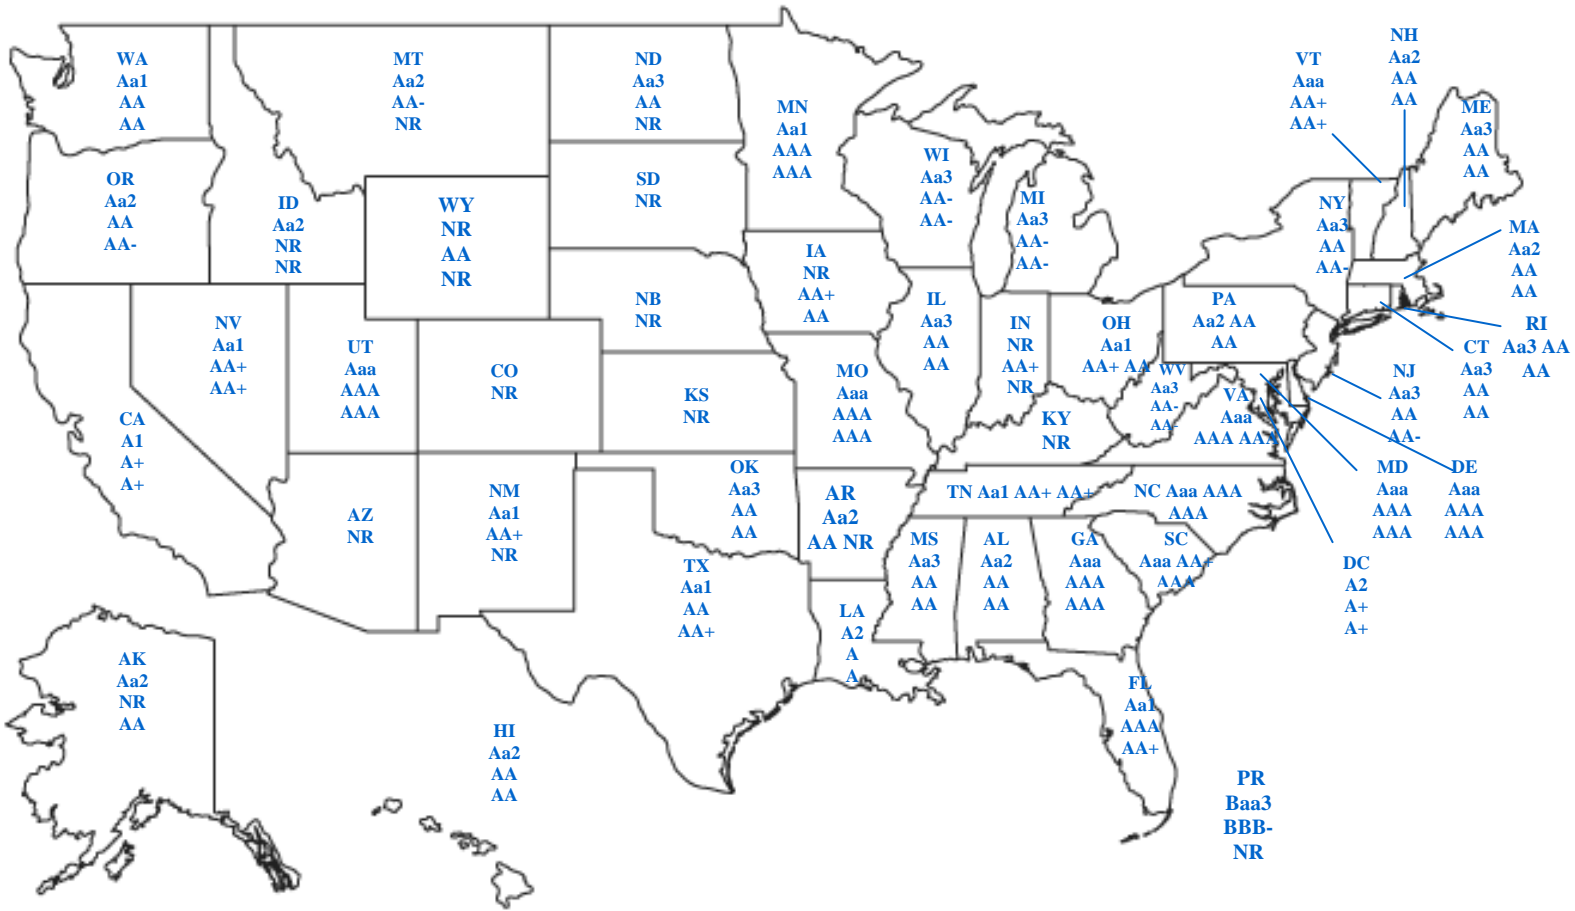 WA
Aa1
AA
AA
MT
Aa2
AA-
NR
ND
Aa3
AA
NR
MN
Aa1
AAA
AAA
VT
Aaa
AA+
AA+
NH
Aa2
AA
AA
ME
Aa3
AA
AA
OR
Aa2
AA
AA-
ID
Aa2
NR
NR
WY
NR
AA
NR
SD
NR
WI
Aa3
AA-
AA-
MI
Aa3
AA-
AA-
NY
Aa3
AA
AA-
MA
Aa2
AA
AA
IA
NR
AA+
AA
NB
NR
NV
Aa1
AA+
AA+
UT
Aaa
AAA
AAA
CO
NR
KS
NR
MO
Aaa
AAA
AAA
IL
Aa3
AA
AA
IN
NR
AA+
NR
OH
Aa1
AA+ AA
PA
Aa2 AA
AA
RI
Aa3 AA
AA
CT
Aa3
AA
AA
NJ
Aa3
AA
AA-
WV
Aa3
AA-
AA-
VA
Aaa
AAA AAA
KY
NR
CA
A1
A+
A+
AZ
NR
NM
Aa1
AA+
NR
OK
Aa3
AA
AA
AR
Aa2
AA NR
TN Aa1 AA+ AA+
NC Aaa AAA
AAA
MD
Aaa
AAA
AAA
DE
Aaa
AAA
AAA
TX
Aa1
AA
AA+
LA
A2
A
A
MS
Aa3
AA
AA
AL
Aa2
AA
AA
GA
Aaa
AAA
AAA
SC
Aaa AA+
AAA
DC
A2
A+
A+
AK
Aa2
NR
AA
HI
Aa2
AA
AA
FL
Aa1
AAA
AA+
PR
Baa3
BBB-
NR